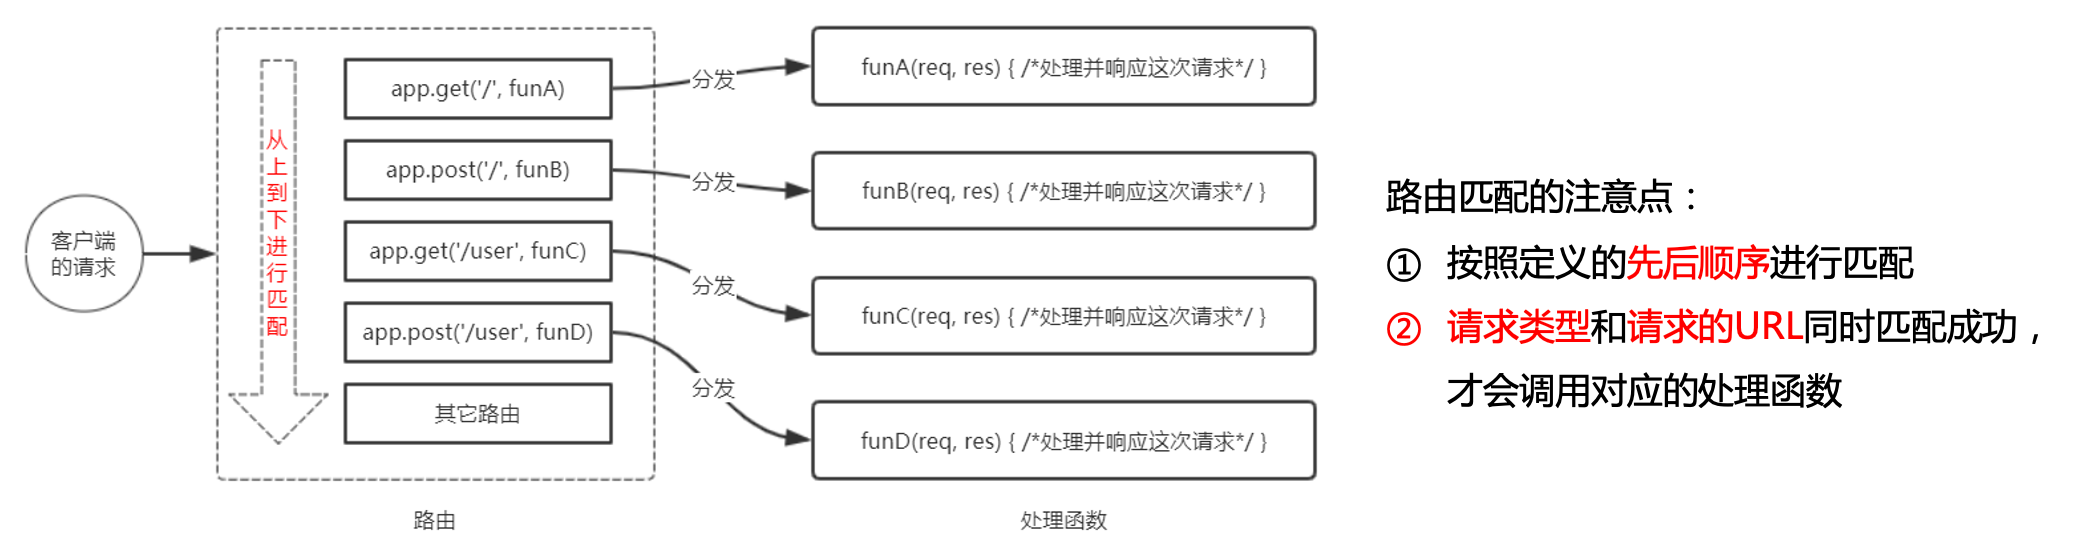 客户端
的请求
从上到下进行匹配
app.get('/', funA)
app.post('/', funB)
app.get('/user', funC)
app.post('/user', funD)
其它路由
路由
分发
分发
分发
分发
funA(req, res) { /*处理并响应这次请求*/ }
funB(req, res) { /*处理并响应这次请求*/ }
funC(req, res) { /*处理并响应这次请求*/ }
funD(req, res) { /*处理并响应这次请求*/ }
处理函数
路由匹配的注意点：
① 按照定义的先后顺序进行匹配
② 请求类型和请求的URL同时匹配成功，
才会调用对应的处理函数